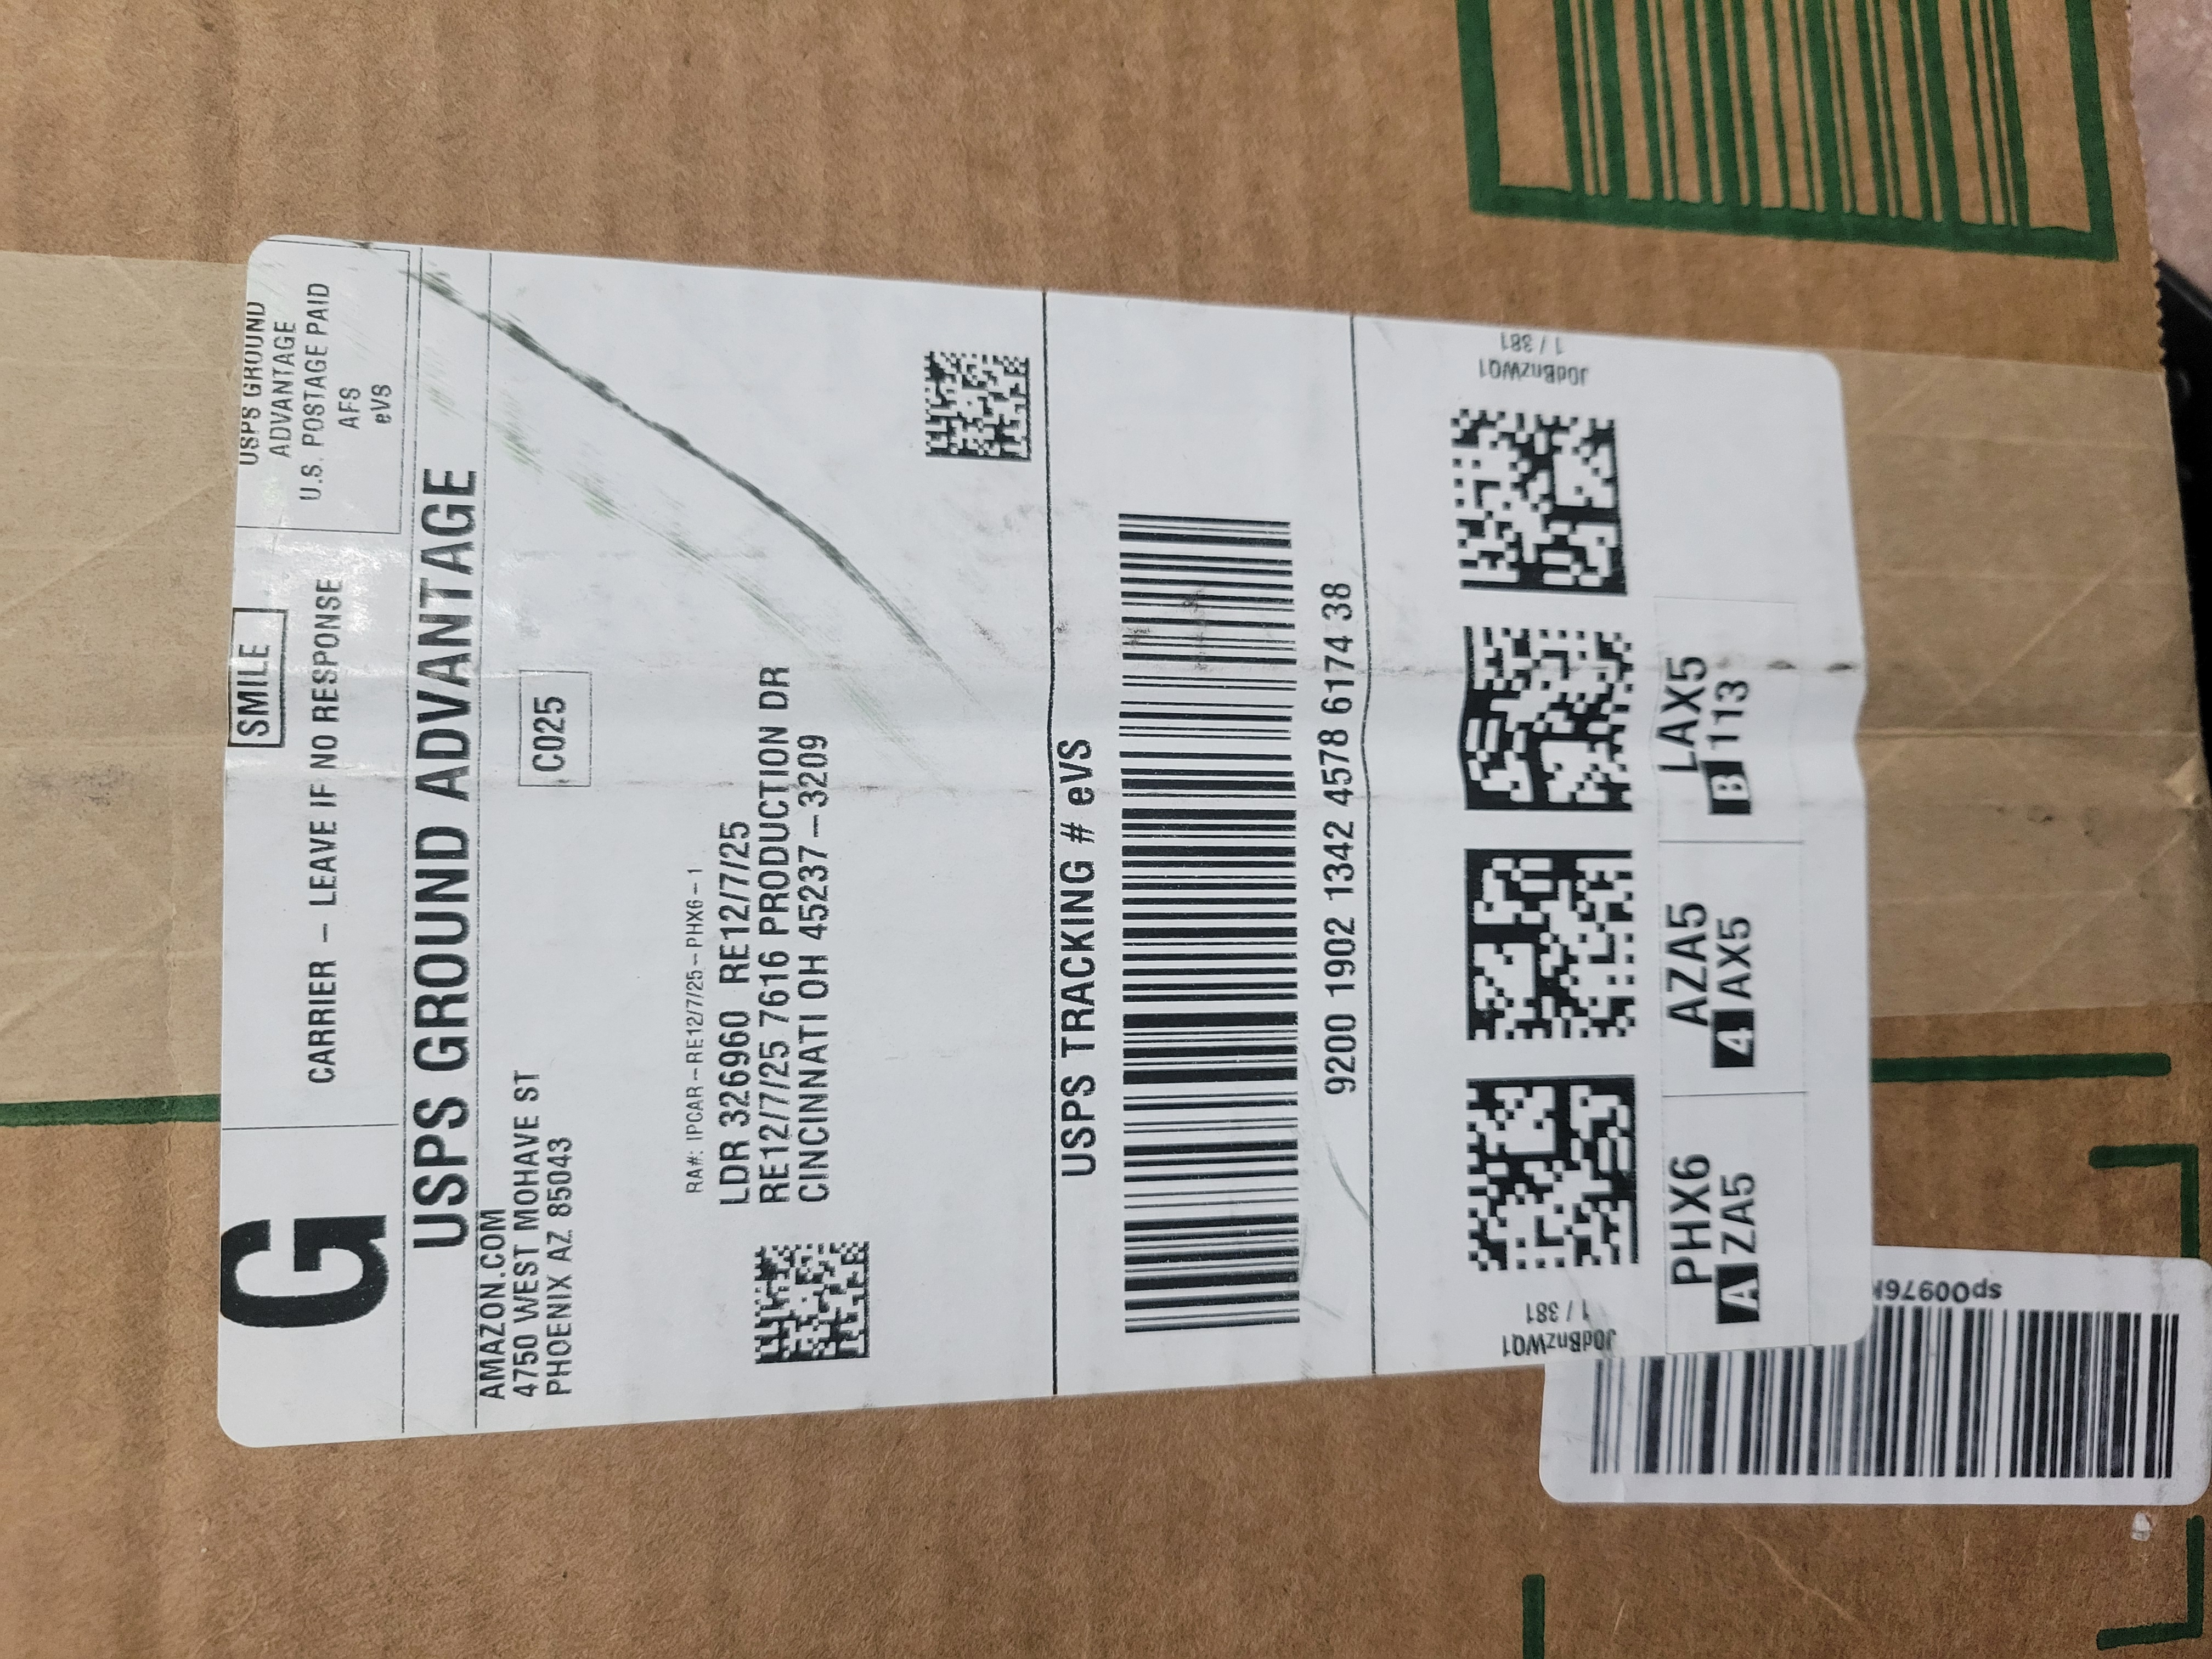 G
SMILE
CARRIER – LEAVE IF NO RESPONSE
USPS GROUND
ADVANTAGE
U.S. POSTAGE PAID
AFS
eVS
USPS GROUND ADVANTAGE
AMAZON.COM
4750 WEST MOHAVE ST
PHOENIX AZ 85043
C025
RA#: IPCAR–RE12/7/25–PHX6–1
LDR 326960 RE12/7/25
RE12/7/25 7616 PRODUCTION DR
CINCINNATI OH 45237–3209
USPS TRACKING # eVS
9200 1902 1342 4578 6174 38
J0dBnzWQ1
1 / 381
J0dBnzWQ1
1 / 381
PHX6
A ZA5
AZA5
4 AX5
LAX5
B 113